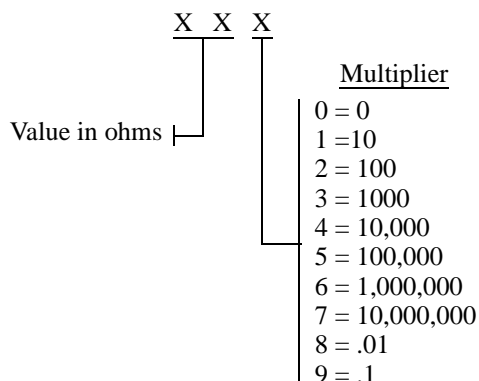 X X X
Multiplier
Value in ohms
0 = 0
1 =10
2 = 100
3 = 1000
4 = 10,000
5 = 100,000
6 = 1,000,000
7 = 10,000,000
8 = .01
9 = .1